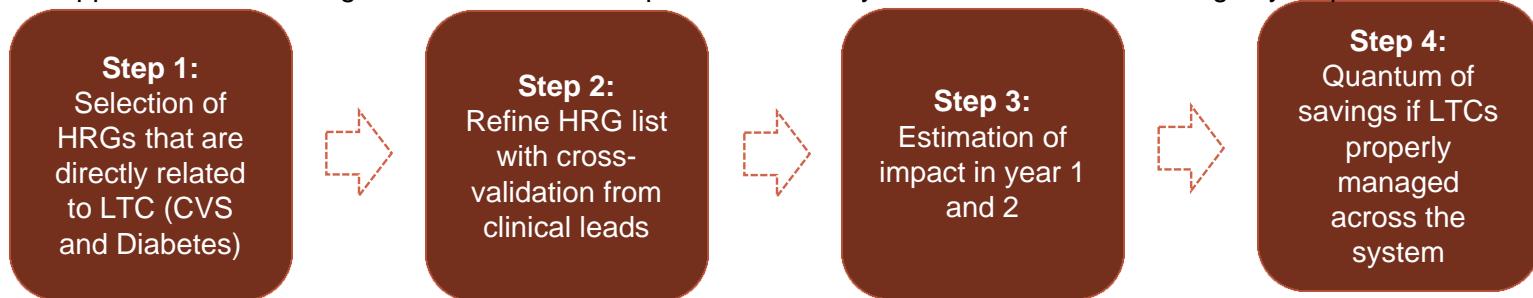 Step 1:
Selection of
HRGs that are
directly related
to LTC (CVS
and Diabetes)
Step 2:
Refine HRG list
with cross-
validation from
clinical leads
Step 3:
Estimation of
impact in year 1
and 2
Step 4:
Quantum of
savings if LTCs
properly
managed
across the
system